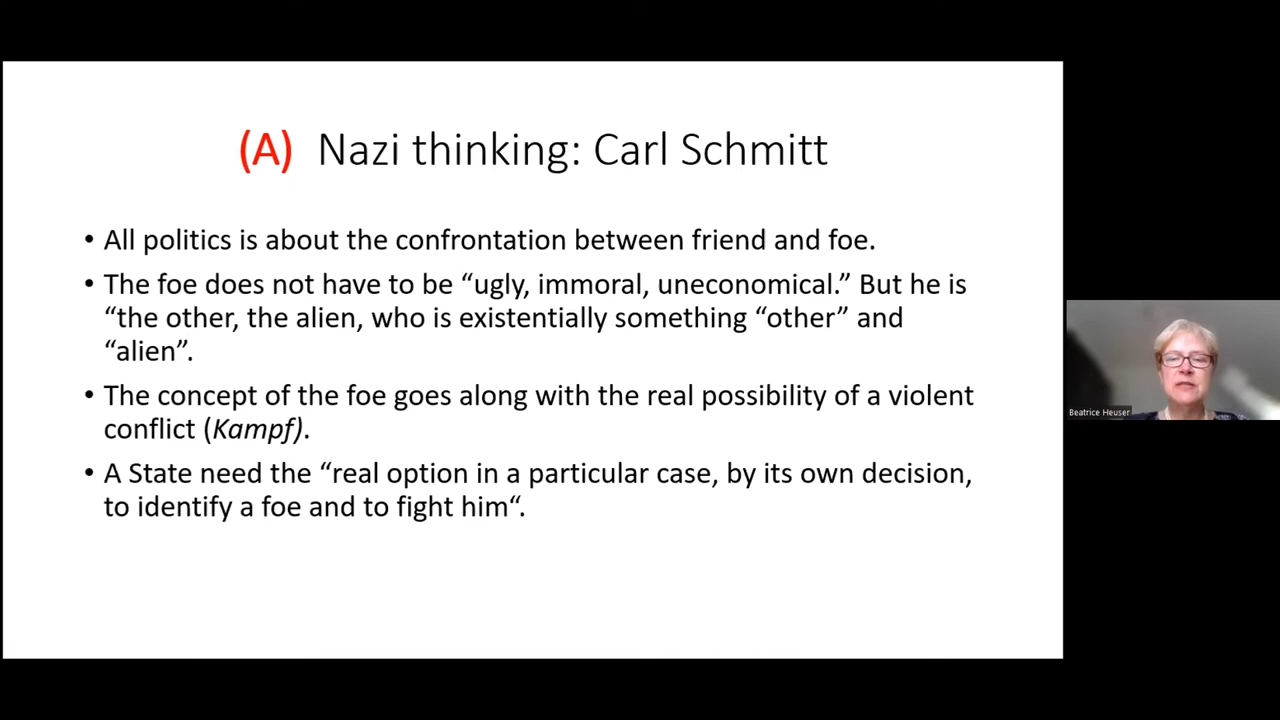 (A) Nazi thinking: Carl Schmitt
• All politics is about the confrontation between friend and foe.
• The foe does not have to be “ugly, immoral, uneconomical.” But he is
“the other, the alien, who is existentially something “other” and
“alien”.
• The concept of the foe goes along with the real possibility of a violent
conflict (Kampf).
• A State need the “real option in a particular case, by its own decision,
to identify a foe and to fight him“.
Beatrice Heuser